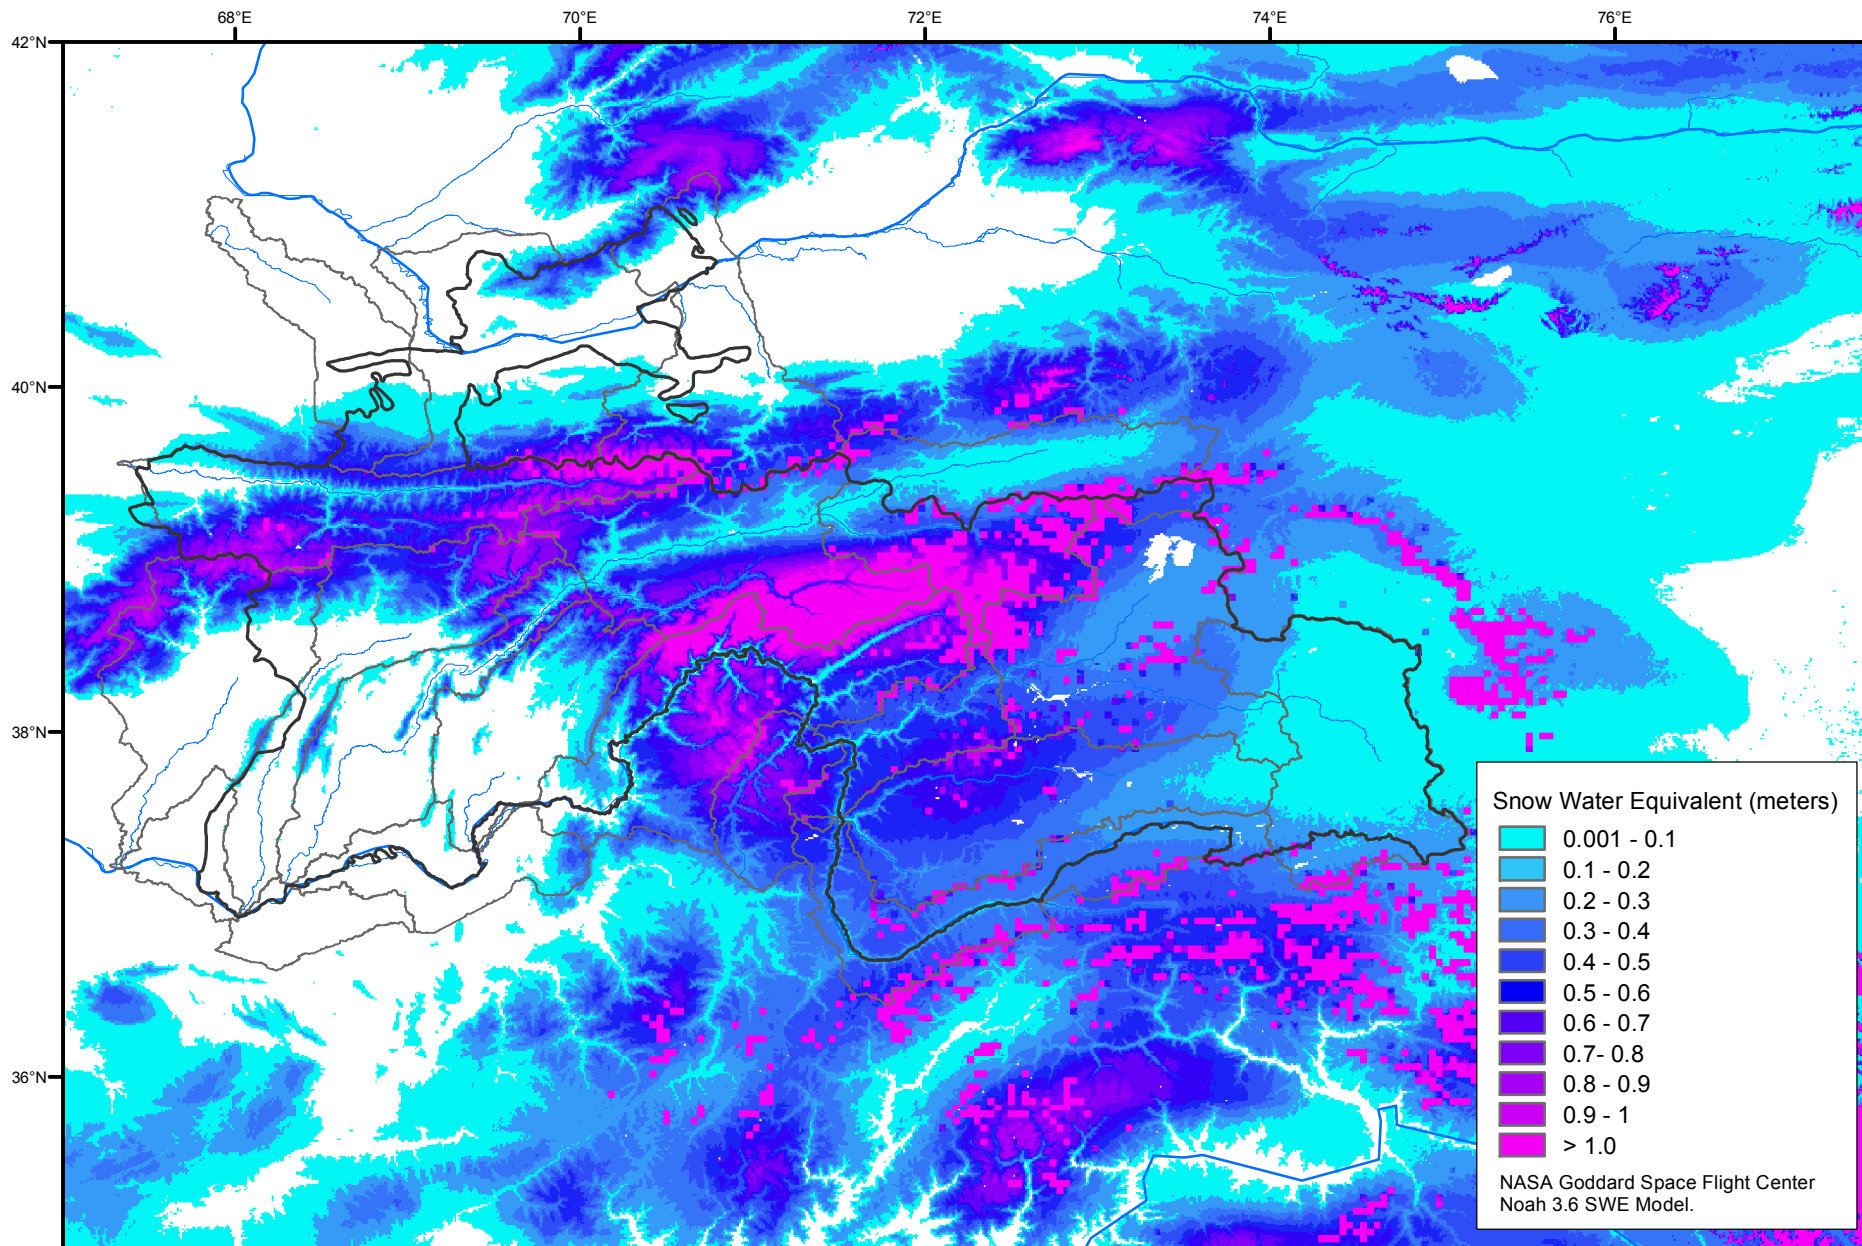 68°E
70°E
72°E
74°E
76°E
42°N
40°N
38°N
36°N
Snow Water Equivalent (meters)
0.001 - 0.1
0.1 - 0.2
0.2 - 0.3
0.3 - 0.4
0.4 - 0.5
0.5 - 0.6
0.6 - 0.7
0.7- 0.8
0.8 - 0.9
0.9 - 1
> 1.0
NASA Goddard Space Flight Center
Noah 3.6 SWE Model.